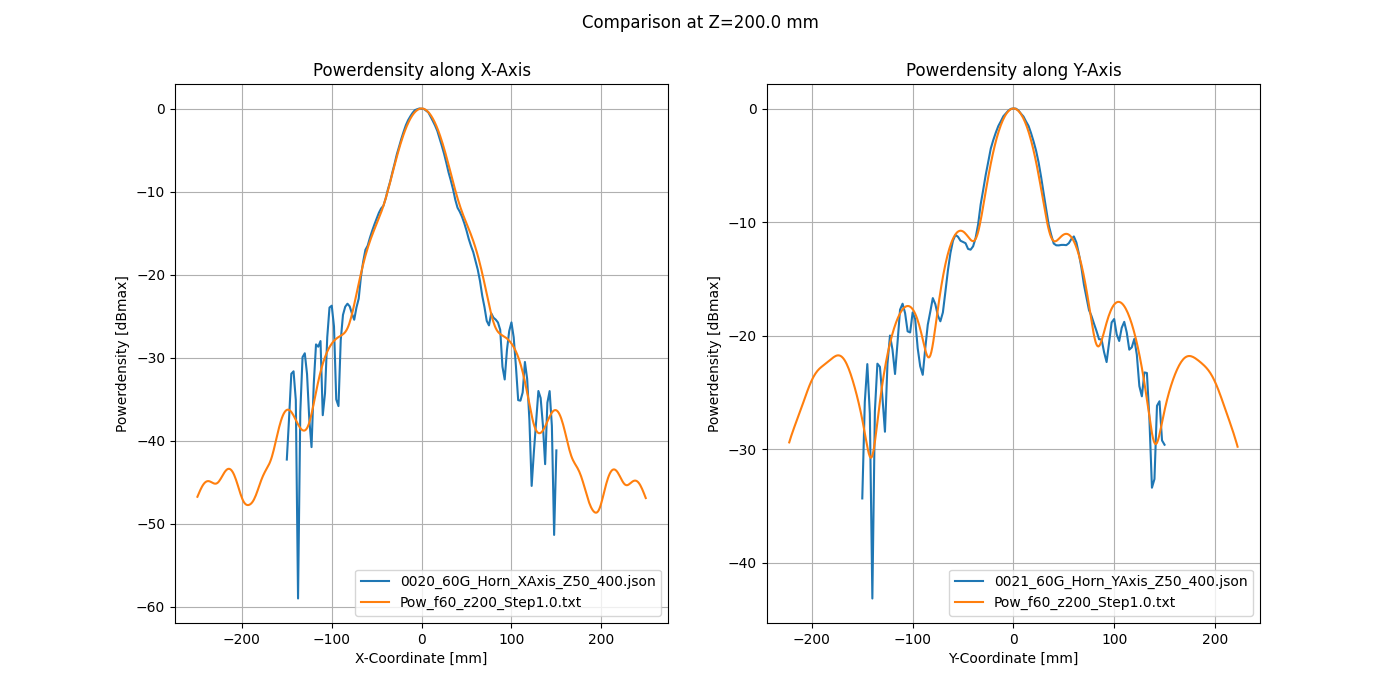 Comparison at Z=200.0 mm
Powerdensity along X-Axis
Powerdensity [dBmax]
0
−10
−20
−30
−40
−50
−60
−200
−100
0
100
200
X-Coordinate [mm]
0020_60G_Horn_XAxis_Z50_400.json
Pow_f60_z200_Step1.0.txt
Powerdensity along Y-Axis
Powerdensity [dBmax]
0
−10
−20
−30
−40
−200
−100
0
100
200
Y-Coordinate [mm]
0021_60G_Horn_YAxis_Z50_400.json
Pow_f60_z200_Step1.0.txt